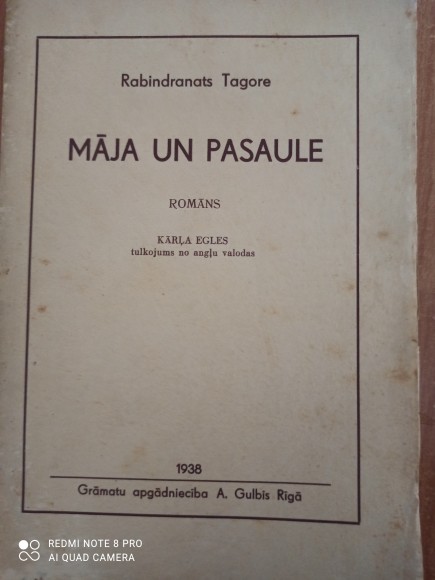 Rabindranats Tagore
MĀJA UN PASAULE
ROMĀNS
KĀRĻA EGLES
tulkojums no angļu valodas
1938
Grāmatu apgādniecība A. Gulbis Rīgā
REDMI NOTE 8 PRO
AI QUAD CAMERA